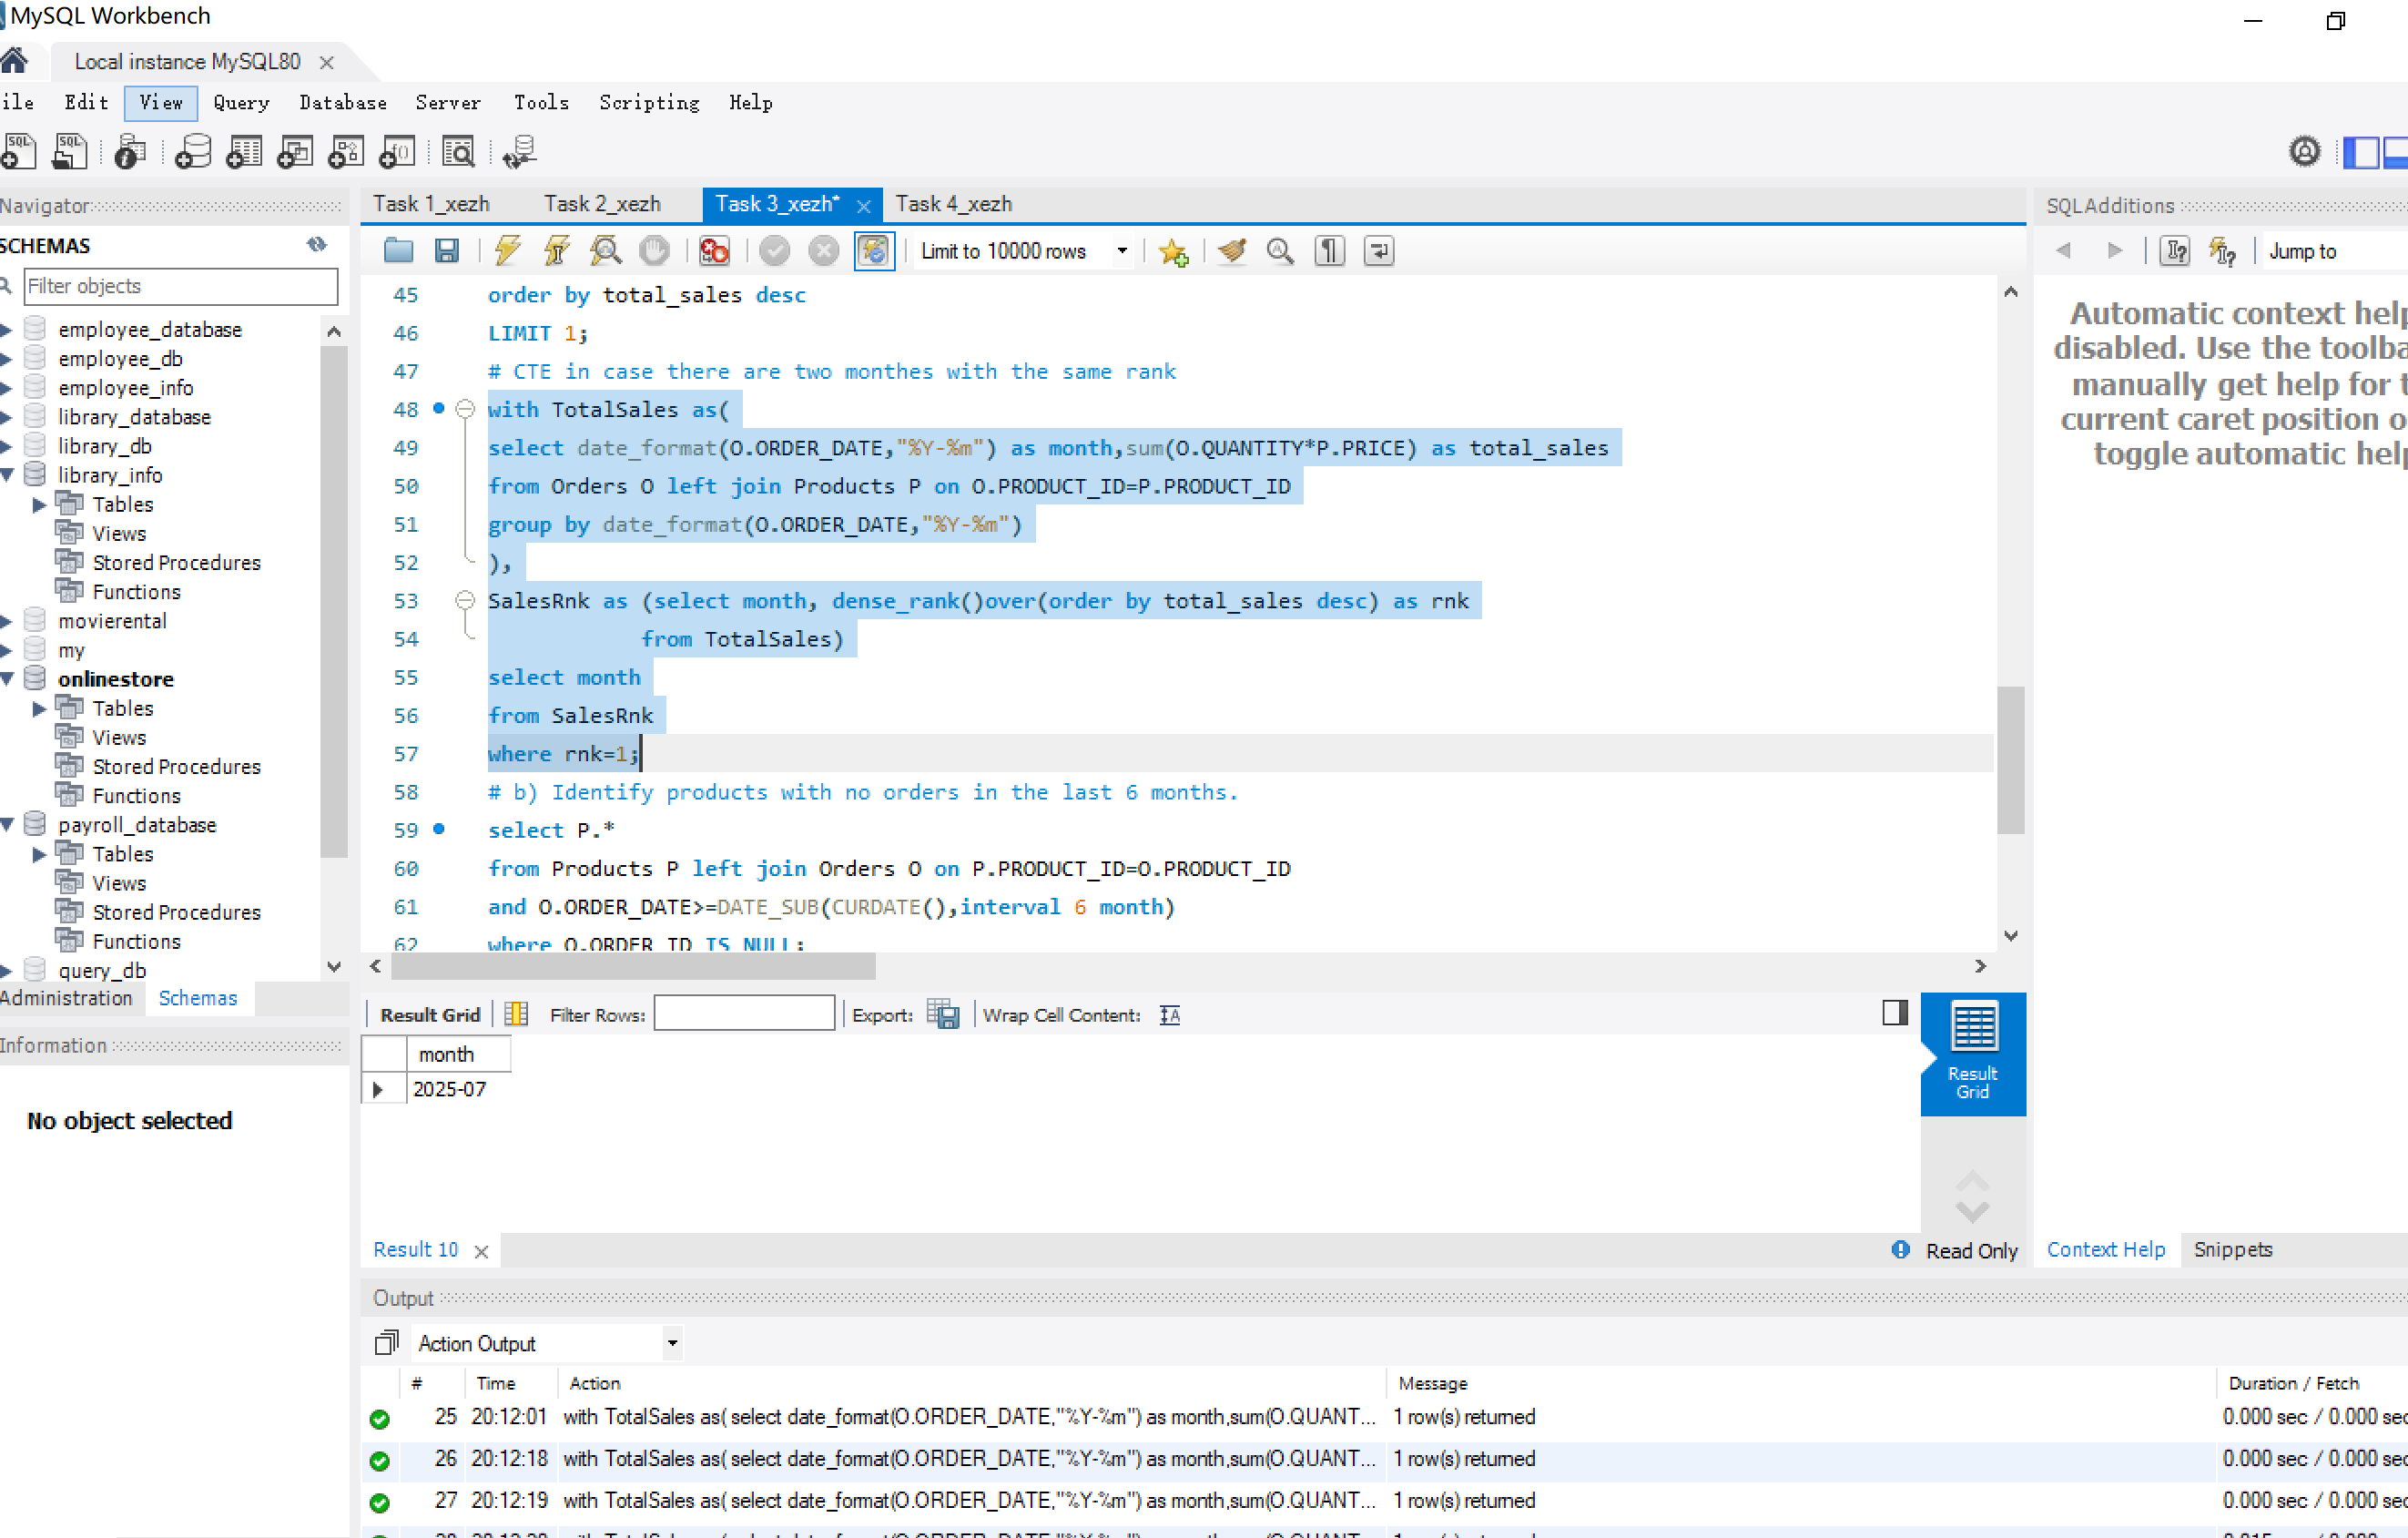 MySQL Workbench
Local instance MySQL80
ile Edit View Query Database Server Tools Scripting Help
Navigator
SCHEMAS
Filter objects
employee_database
employee_db
employee_info
library_database
library_db
library_info
Tables
Views
Stored Procedures
Functions
movierental
my
onlinestore
Tables
Views
Stored Procedures
Functions
payroll_database
Tables
Views
Stored Procedures
Functions
query_db
Administration Schemas
Information
No object selected
Task 1_xezh Task 2_xezh Task 3_xezh* Task 4_xezh
Limit to 10000 rows
45 order by total_sales desc
46 LIMIT 1;
47 # CTE in case there are two monthes with the same rank
48 with TotalSales as(
49 select date_format(O.ORDER_DATE,"%Y-%m") as month,sum(O.QUANTITY*P.PRICE) as total_sales
50 from Orders O left join Products P on O.PRODUCT_ID=P.PRODUCT_ID
51 group by date_format(O.ORDER_DATE,"%Y-%m")
52 ),
53 SalesRnk as (select month, dense_rank()over(order by total_sales desc) as rnk
54 from TotalSales)
55 select month
56 from SalesRnk
57 where rnk=1;
58 # b) Identify products with no orders in the last 6 months.
59 select P.*
60 from Products P left join Orders O on P.PRODUCT_ID=O.PRODUCT_ID
61 and O.ORDER_DATE>=DATE_SUB(CURDATE(),interval 6 month)
62 where O.ORDER_ID IS NULL;
Result Grid Filter Rows: Export: Wrap Cell Content:
month
2025-07
Result
Grid
Result 10
Read Only
SQLAdditions
Jump to
Automatic context help
disabled. Use the toolba
manually get help for t
current caret position o
toggle automatic help
Context Help Snippets
Output
Action Output
# Time Action Message Duration / Fetch
25 20:12:01 with TotalSales as( select date_format(O.ORDER_DATE,"%Y-%m") as month,sum(O.QUANT... 1 row(s) returned 0.000 sec / 0.000 sec
26 20:12:18 with TotalSales as( select date_format(O.ORDER_DATE,"%Y-%m") as month,sum(O.QUANT... 1 row(s) returned 0.000 sec / 0.000 sec
27 20:12:19 with TotalSales as( select date_format(O.ORDER_DATE,"%Y-%m") as month,sum(O.QUANT... 1 row(s) returned 0.000 sec / 0.000 sec